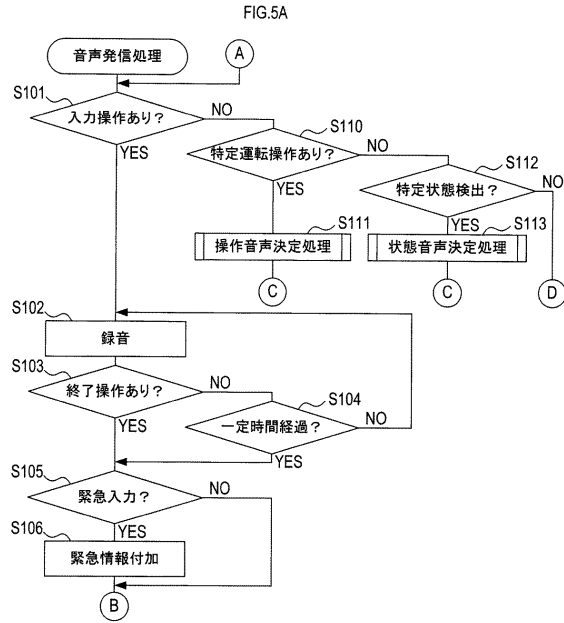 FIG.5A
音声発信処理
A
S101
入力操作あり？
NO
YES
S110
特定運転操作あり？
NO
YES
S112
特定状態検出？
NO
YES
S111
操作音声決定処理
S113
状態音声決定処理
C
C
D
S102
録音
S103
終了操作あり？
NO
YES
S104
一定時間経過？
NO
YES
S105
緊急入力？
NO
YES
S106
緊急情報付加
B